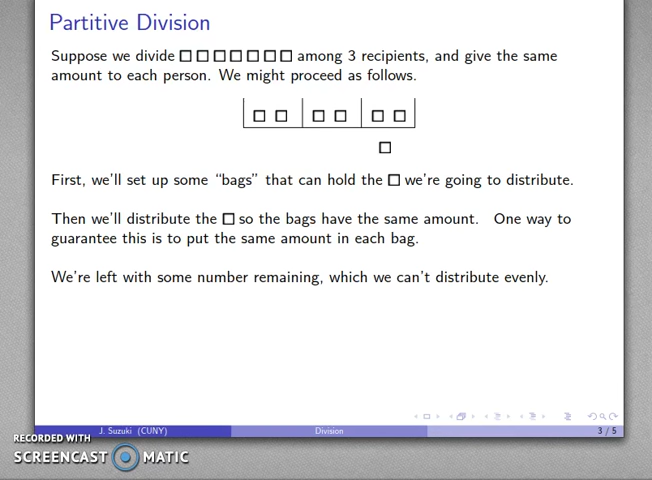 Partitive Division
Suppose we divide □ □ □ □ □ □ □ among 3 recipients, and give the same
amount to each person. We might proceed as follows.
First, we'll set up some “bags” that can hold the □ we're going to distribute.
Then we'll distribute the □ so the bags have the same amount. One way to
guarantee this is to put the same amount in each bag.
We're left with some number remaining, which we can't distribute evenly.
J. Suzuki (CUNY)
Division
3 / 5
RECORDED WITH
SCREENCAST MATIC